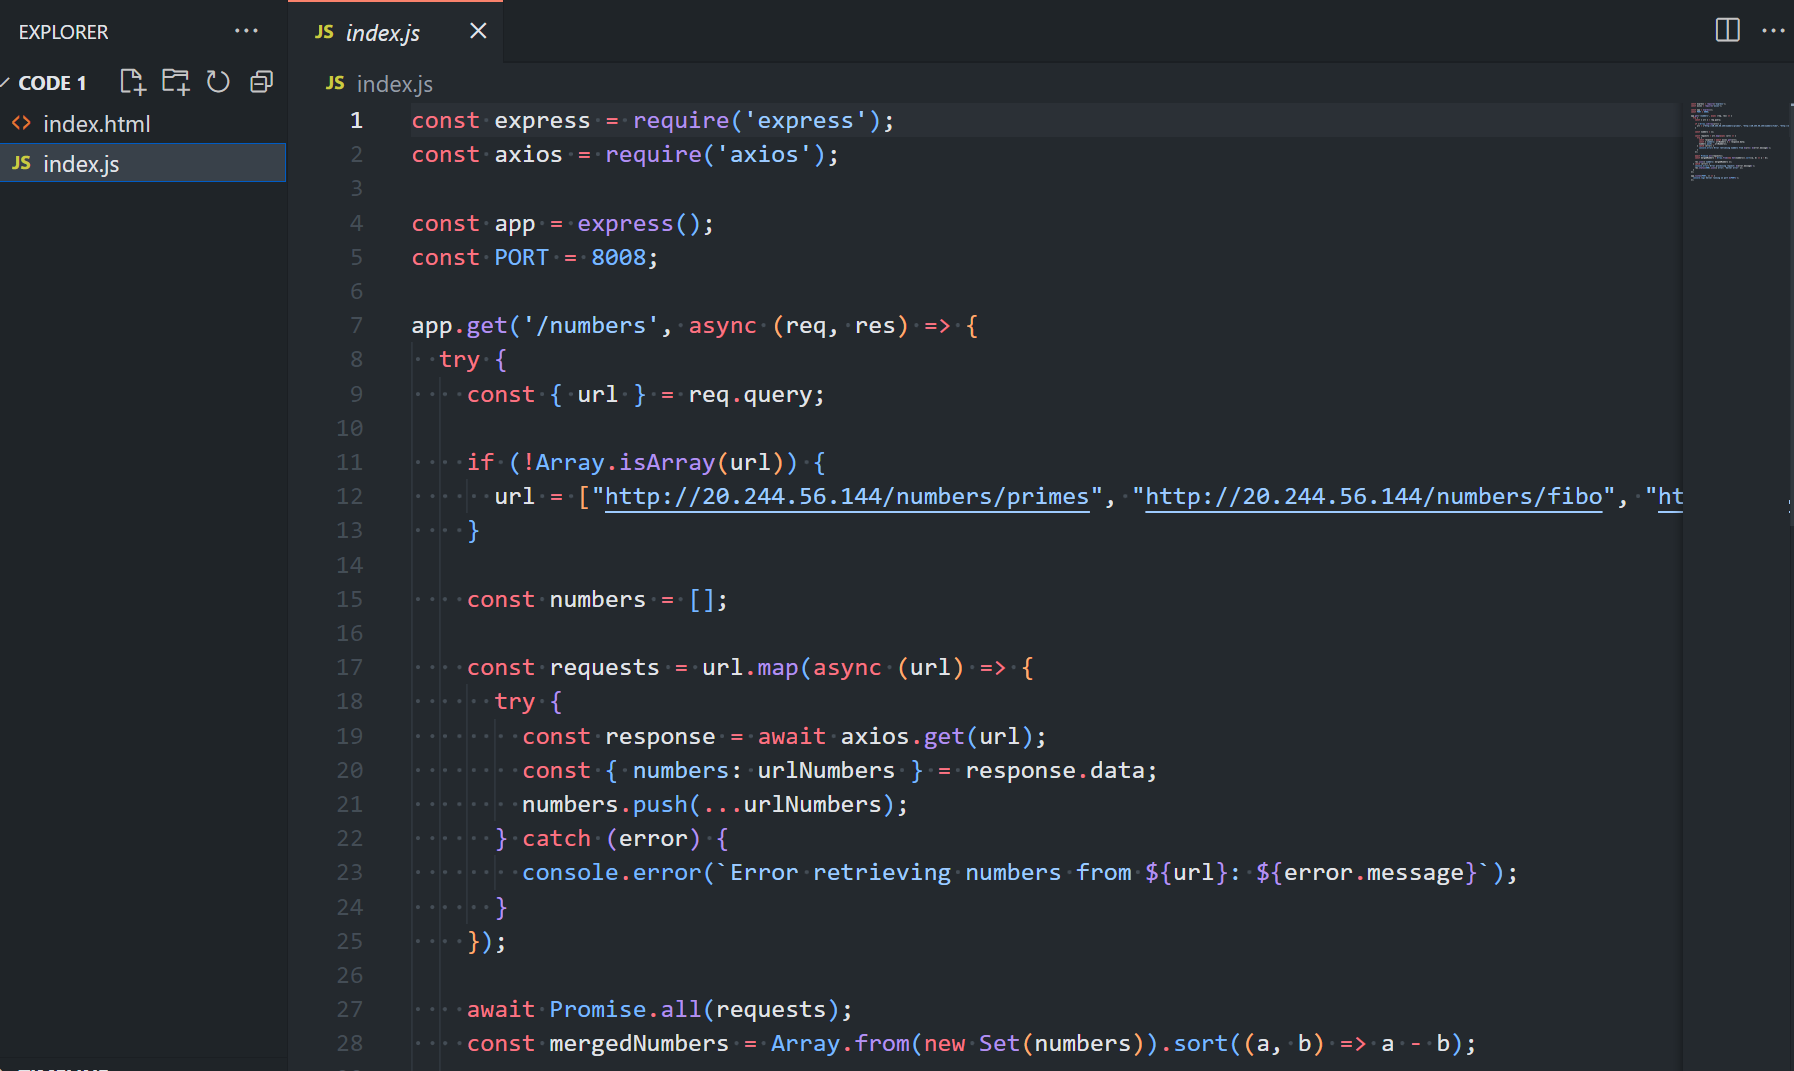 EXPLORER
CODE 1
index.html
JS index.js
JS index.js
JS index.js
1 const express = require('express');
2 const axios = require('axios');
3
4 const app = express();
5 const PORT = 8008;
6
7 app.get('/numbers', async (req, res) => {
8 try {
9 const { url } = req.query;
10
11 if (!Array.isArray(url)) {
12 url = ["http://20.244.56.144/numbers/primes", "http://20.244.56.144/numbers/fibo", "ht
13 }
14
15 const numbers = [];
16
17 const requests = url.map(async (url) => {
18 try {
19 const response = await axios.get(url);
20 const { numbers: urlNumbers } = response.data;
21 numbers.push(...urlNumbers);
22 } catch (error) {
23 console.error(`Error retrieving numbers from ${url}: ${error.message}`);
24 }
25 });
26
27 await Promise.all(requests);
28 const mergedNumbers = Array.from(new Set(numbers)).sort((a, b) => a - b);